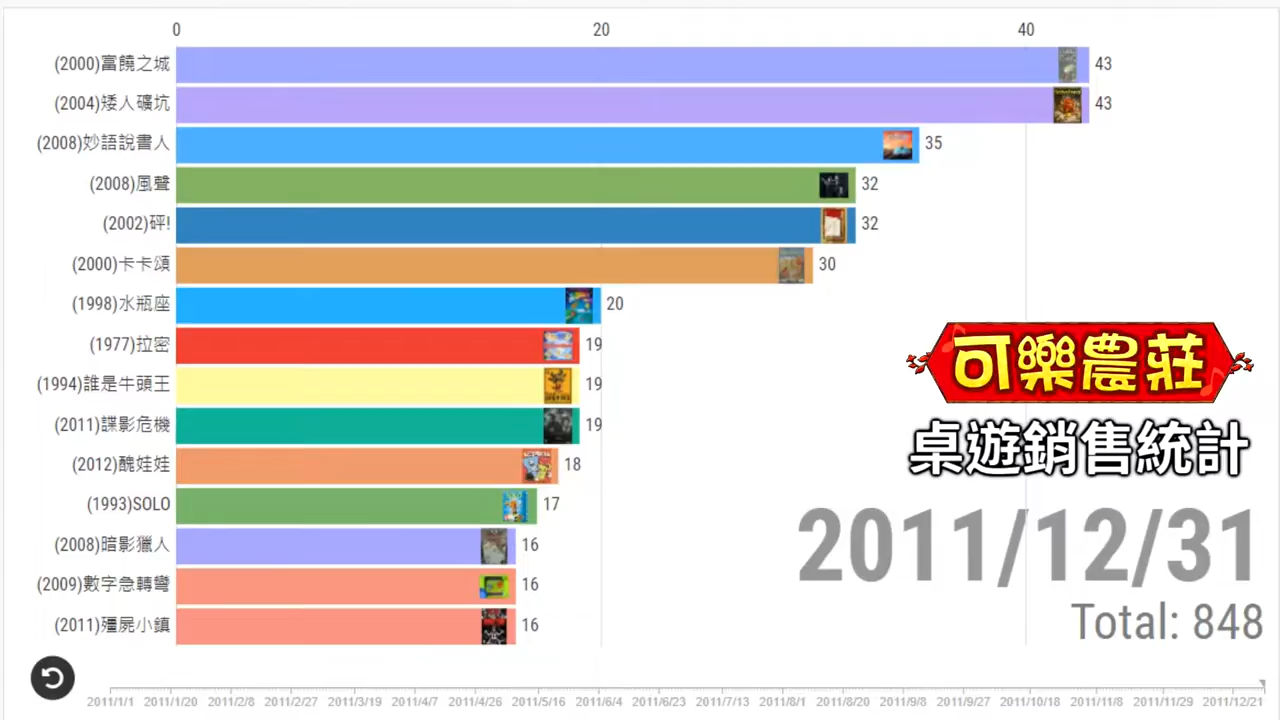 0 20 40
(2000)富饒之城 43
(2004)矮人礦坑 43
(2008)妙語說書人 35
(2008)風聲 32
(2002)砰! 32
(2000)卡卡頌 30
(1998)水瓶座 20
(1977)拉密 19
(1994)誰是牛頭王 19
(2011)諜影危機 19
(2012)醜娃娃 18
(1993)SOLO 17
(2008)暗影獵人 16
(2009)數字急轉彎 16
(2011)殭屍小鎮 16
可樂農莊
桌遊銷售統計
2011/12/31
Total: 848
2011/1/1 2011/1/20 2011/2/8 2011/2/27 2011/3/19 2011/4/7 2011/4/26 2011/5/16 2011/6/4 2011/6/23 2011/7/13 2011/8/1 2011/8/20 2011/9/8 2011/9/27 2011/10/18 2011/11/8 2011/11/29 2011/12/21